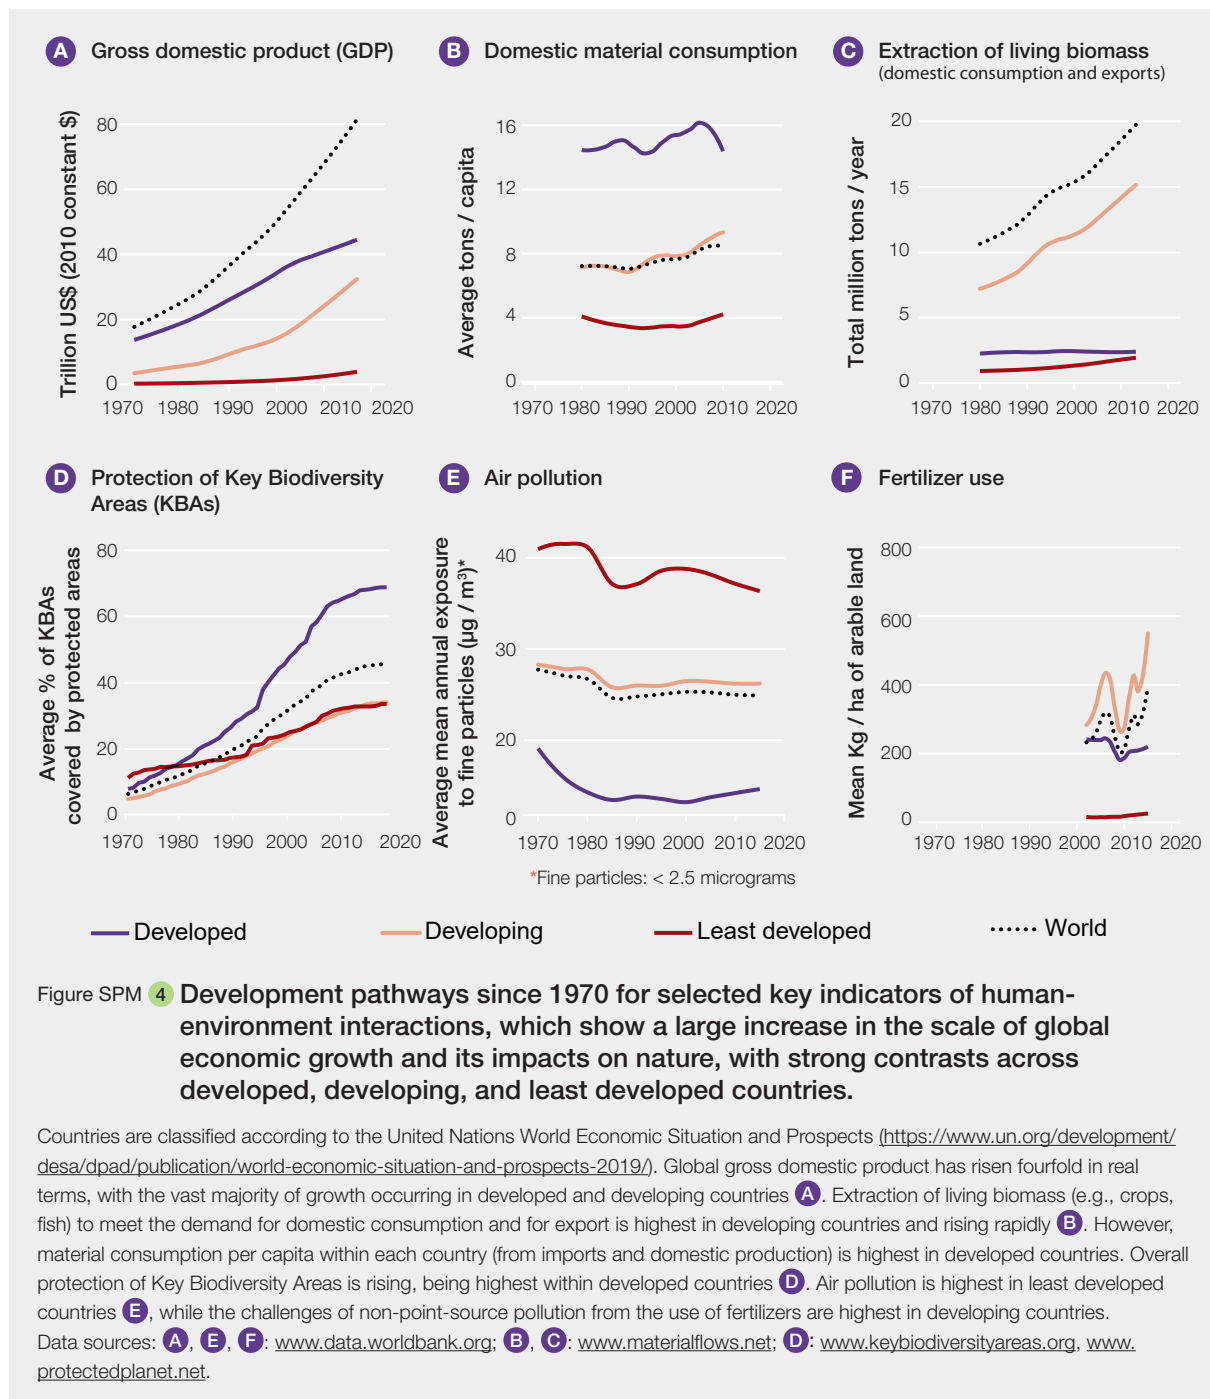 A Gross domestic product (GDP)
Trillion US$ (2010 constant $)
80
60
40
20
0
1970 1980 1990 2000 2010 2020
B Domestic material consumption
Average tons / capita
16
12
8
4
0
1970 1980 1990 2000 2010 2020
C Extraction of living biomass
(domestic consumption and exports)
Total million tons / year
20
15
10
5
0
1970 1980 1990 2000 2010 2020
D Protection of Key Biodiversity
Areas (KBAs)
Average % of KBAs
covered by protected areas
80
60
40
20
0
1970 1980 1990 2000 2010 2020
E Air pollution
Average mean annual exposure
to fine particles (µg / m³)*
40
30
20
0
1970 1980 1990 2000 2010 2020
*Fine particles: < 2.5 micrograms
F Fertilizer use
Mean Kg / ha of arable land
800
600
400
200
0
1970 1980 1990 2000 2010 2020
Developed Developing Least developed World
Figure SPM 4 Development pathways since 1970 for selected key indicators of human-
environment interactions, which show a large increase in the scale of global
economic growth and its impacts on nature, with strong contrasts across
developed, developing, and least developed countries.
Countries are classified according to the United Nations World Economic Situation and Prospects (https://www.un.org/development/
desa/dpad/publication/world-economic-situation-and-prospects-2019/). Global gross domestic product has risen fourfold in real
terms, with the vast majority of growth occurring in developed and developing countries A. Extraction of living biomass (e.g., crops,
fish) to meet the demand for domestic consumption and for export is highest in developing countries and rising rapidly B. However,
material consumption per capita within each country (from imports and domestic production) is highest in developed countries. Overall
protection of Key Biodiversity Areas is rising, being highest within developed countries D. Air pollution is highest in least developed
countries E, while the challenges of non-point-source pollution from the use of fertilizers are highest in developing countries.
Data sources: A, E, F: www.data.worldbank.org; B, C: www.materialflows.net; D: www.keybiodiversityareas.org, www.
protectedplanet.net.